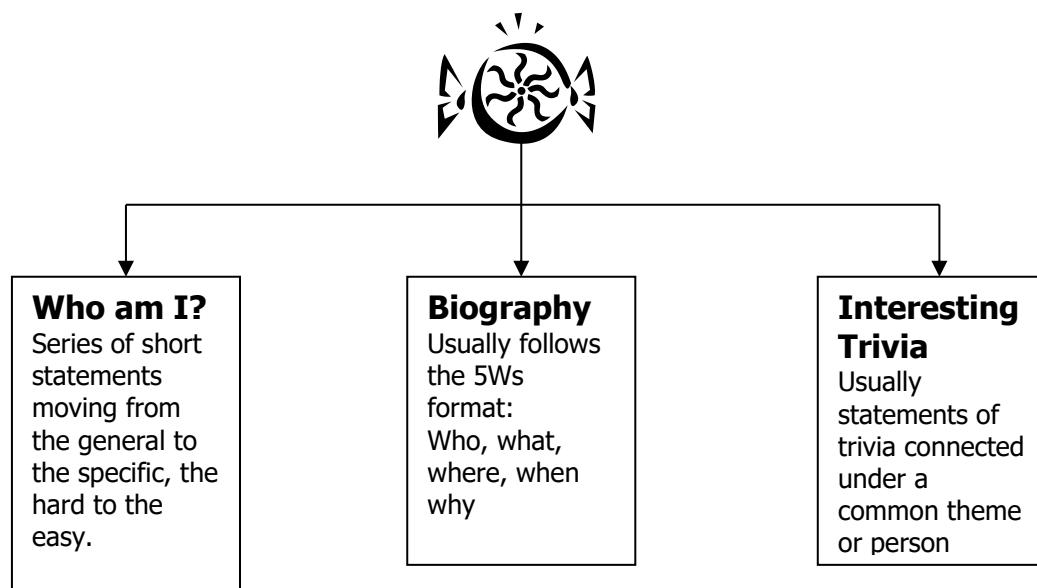 Who am I?
Series of short
statements
moving from
the general to
the specific, the
hard to the
easy.
Biography
Usually follows
the 5Ws
format:
Who, what,
where, when
why
Interesting
Trivia
Usually
statements of
trivia connected
under a
common theme
or person